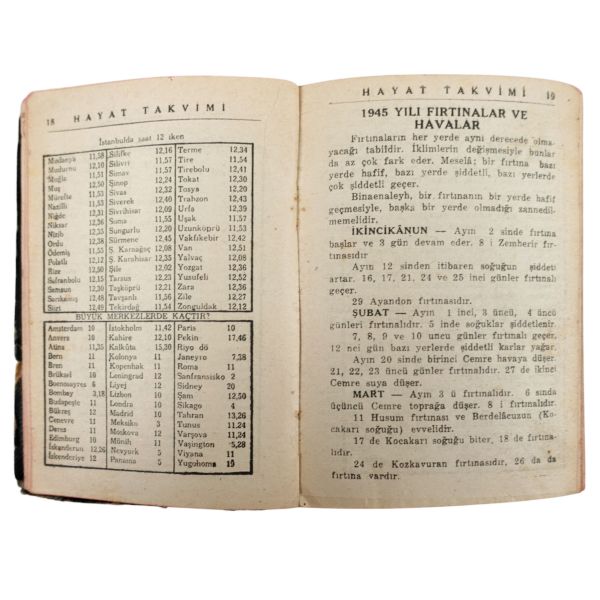 18 HAYAT TAKVİMİ
İstanbulda saat 12 iken
Mudanya 11,58 Silifke 12,16 Terme 12,34
Mudurnu 12,10 Silivri 11,57 Tire 11,54
Muğla Simav 11,57 Tirebolu 12,41
Muş 12,50 Sinop 12,24 Tokat 12,30
Mürefte 11,53 Sivas 12,32 Tosya 12,20
Nazilli 11,57 Siverek 12,40 Trabzon 12,43
Niğde 12,31 Sivrihisar 12,09 Urfa 12,39
Niksar 12,36 Soma 11,55 Uşak 11,57
Nizib Sungurlu 12,20 Uzunköprü 11,51
Ordu 12,38 Sürmene 12,45 Vakfıkebir 12,42
Ödemiş 11,55 Ş. Karnağaç 12,08 Van 12,51
Polatlı 12,12 Ş. Karahisar 12,35 Yalvaç 12,08
Rize 12,50 Şile 12,02 Yozgat 12,36
Safranbolu 12,15 Tarsus 12,23 Yusufeli 12,52
Samsun 12,30 Taşköprü 12,21 Zara 12,36
Sarıkamış 12,48 Tavşanlı 11,56 Zile 12,27
Siirt 12,49 Tekirdağ 11,54 Zonguldak 12,12
BÜYÜK MERKEZLERDE KAÇTIR?
Amsterdam 10 İstokholm 11,42 Paris 10
Anvera 10 Kahire 12,10 Pekin 17,46
Atina 11,35 Kalküta 15,30 Riyo dö
Bern 11 Kolonya 11 Janeyro 7,38
Bren 11 Kopenhak 11 Roma 11
Brüksel 10 Leningrad 12 Sanfransisko 2
Buenosayres 6 Liyej 12 Sidney 20
Bombay 3,18 Lizbon 10 Şam 12,50
Budapeşte 11 Londra 10 Şikago 4
Bükreş 12 Madrid 10 Tahran 13,26
Cenevre 11 Meksiko 3 Tunus 11,24
Dens 11 Moskova 12 Varşova 11,34
Edimburg 10 Münih 11 Vaşington 5,28
İskenderun 12,26 Nevyurk 5 Viyana 11
İskenderiye 12 Panama 5 Yugohoma 19
HAYAT TAKVİMİ 19
1945 YILI FIRTINALAR VE
HAVALAR
Fırtınaların her yerde aynı derecede olma-
yacağı tabiîdir. İklimlerin değişmesiyle bunlar
da az çok fark eder. Meselâ; bir fırtına bazı
yerde hafif, bazı yerde şiddetli, bazı yerlerde
çok şiddetli geçer.
Binaenaleyh, bir fırtınanın bir yerde hafif
geçmesiyle, başka bir yerde olmadığı zannedil-
memelidir.
İKİNCİKÂNUN — Ayın 2 sinde fırtına
başlar ve 3 gün devam eder. 8 i Zemherir fır-
tınasıdır
Ayın 12 sinden itibaren soğuğun şiddeti
artar. 16, 17, 21, 24 ve 25 inci günler fırtınalı
geçer.
29 Ayandon fırtınasıdır.
ŞUBAT — Ayın 1 inci, 3 üncü, 4 üncü
günleri fırtınalıdır. 5 inde soğuklar şiddetlenir.
7, 8, 9 ve 10 uncu günler fırtınalı geçer.
12 nci gün bazı yerlerde şiddetli karlar yağar.
Ayın 20 sinde birinci Cemre havaya düşer.
21, 22, 23 üncü günler fırtınalıdır. 27 de ikinci
Cemre suya düşer.
MART — Ayın 3 ü fırtınalı. 6 sında
üçüncü Cemre toprağa düşer. 8 i fırtınalıdır.
11 Husum fırtınası ve Berdelâcuzun (Ko-
cakarı soğuğu) evvelidir.
17 de Kocakarı soğuğu biter, 18 de fırtına-
lıdır.
24 de Kozkavuran fırtınasıdır, 26 da da
fırtına vardır.